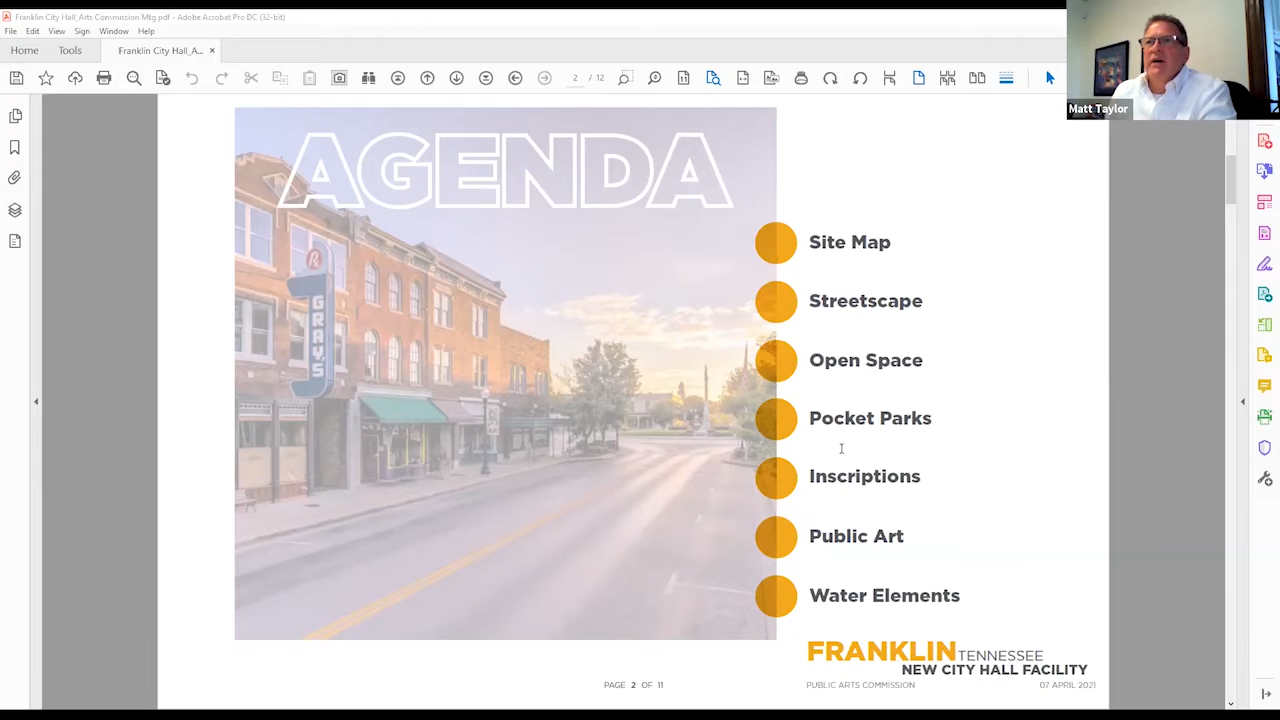 Franklin City Hall_Arts Commission Mtg.pdf - Adobe Acrobat Pro DC (32-bit)
File Edit View Sign Window Help
Home Tools Franklin City Hall_A... ×
2 / 12
Matt Taylor
AGENDA
GRAY'S
Site Map
Streetscape
Open Space
Pocket Parks
Inscriptions
Public Art
Water Elements
FRANKLIN TENNESSEE
NEW CITY HALL FACILITY
PAGE 2 OF 11
PUBLIC ARTS COMMISSION 07 APRIL 2021